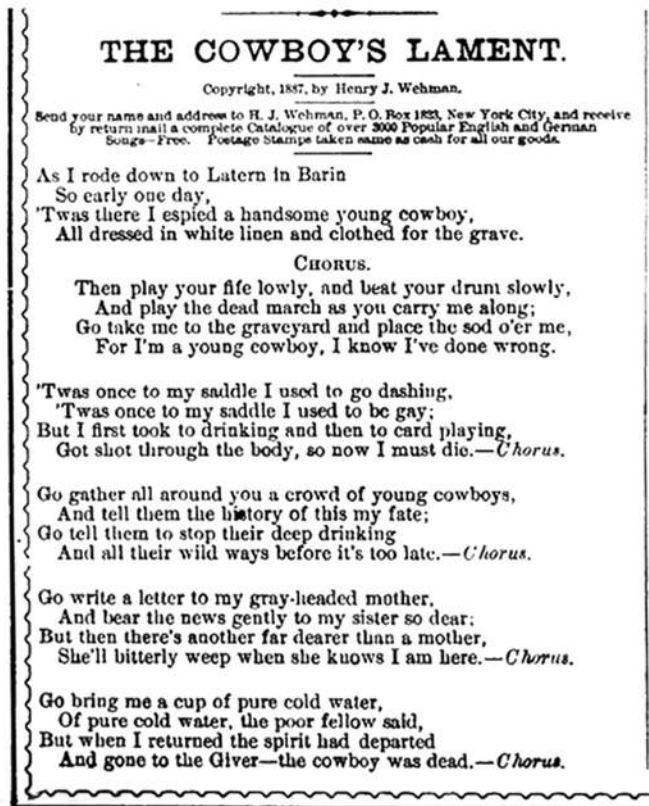 THE COWBOY'S LAMENT.
Copyright, 1887, by Henry J. Wehman.
Send your name and address to H. J. Wehman, P. O. Box 1823, New York City, and receive
by return mail a complete Catalogue of over 3000 Popular English and German
Songs—Free. Postage Stamps taken same as cash for all our goods.
As I rode down to Latern in Barin
So early one day,
'Twas there I espied a handsome young cowboy,
All dressed in white linen and clothed for the grave.
CHORUS.
Then play your fife lowly, and beat your drum slowly,
And play the dead march as you carry me along;
Go take me to the graveyard and place the sod o'er me,
For I'm a young cowboy, I know I've done wrong.
'Twas once to my saddle I used to go dashing,
'Twas once to my saddle I used to be gay;
But I first took to drinking and then to card playing,
Got shot through the body, so now I must die.—Chorus.
Go gather all around you a crowd of young cowboys,
And tell them the history of this my fate;
Go tell them to stop their deep drinking
And all their wild ways before it's too late.—Chorus.
Go write a letter to my gray-headed mother,
And bear the news gently to my sister so dear;
But then there's another far dearer than a mother,
She'll bitterly weep when she knows I am here.—Chorus.
Go bring me a cup of pure cold water,
Of pure cold water, the poor fellow said,
But when I returned the spirit had departed
And gone to the Giver—the cowboy was dead.—Chorus.